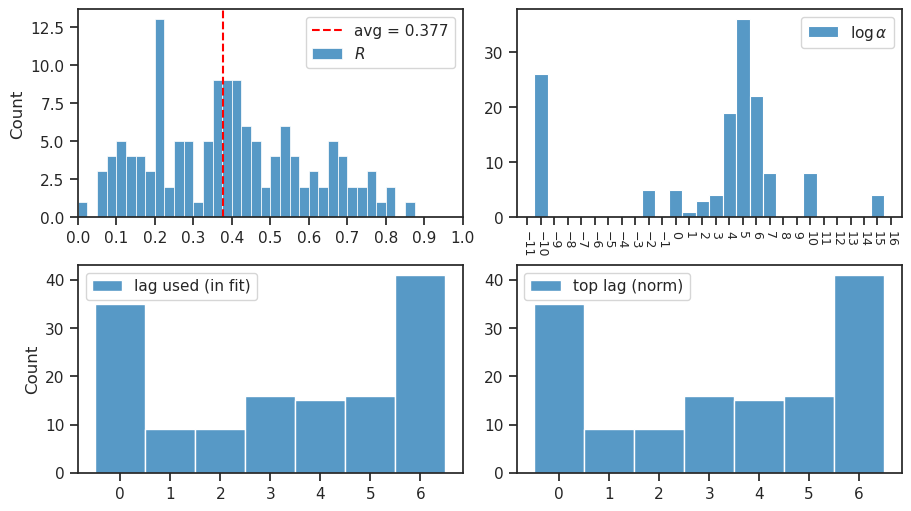 12.5
10.0
7.5
5.0
2.5
0.0
Count
avg = 0.377
R
0.0 0.1 0.2 0.3 0.4 0.5 0.6 0.7 0.8 0.9 1.0
30
20
10
0
log α
−11 −10 −9 −8 −7 −6 −5 −4 −3 −2 −1 0 1 2 3 4 5 6 7 8 9 10 11 12 13 14 15 16
40
30
20
10
0
Count
lag used (in fit)
0 1 2 3 4 5 6
40
30
20
10
0
top lag (norm)
0 1 2 3 4 5 6